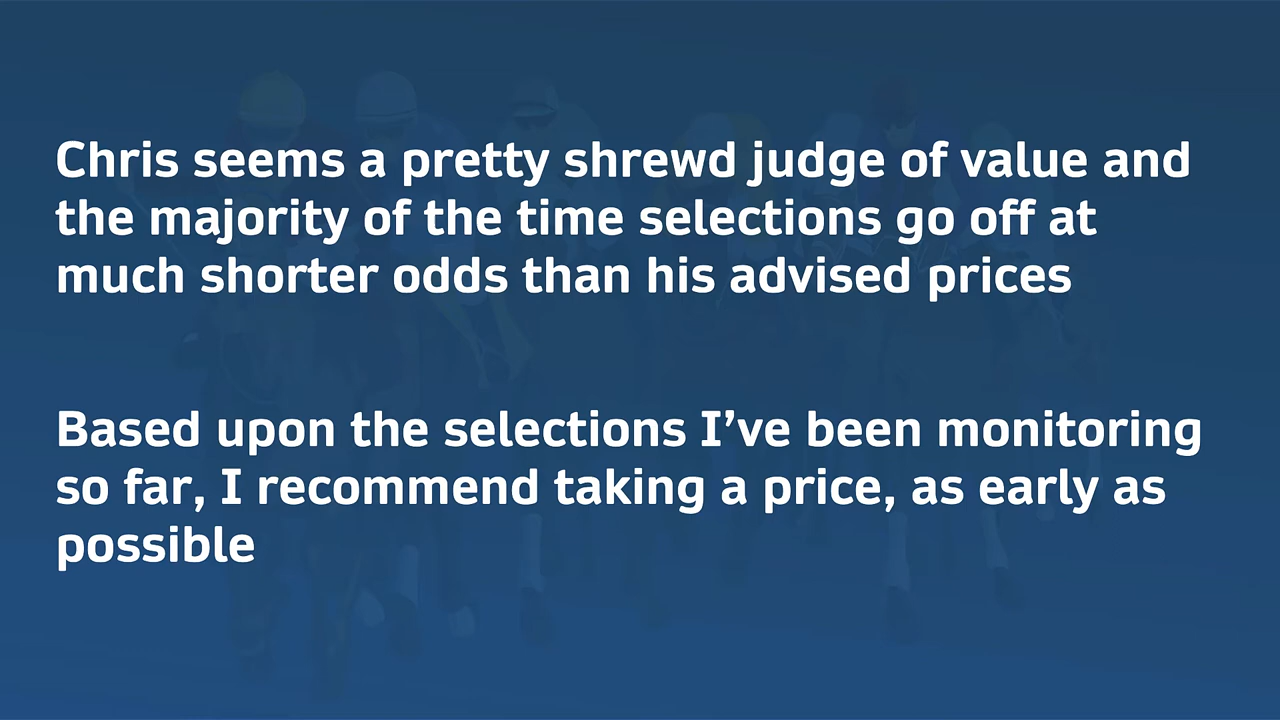 Chris seems a pretty shrewd judge of value and
the majority of the time selections go off at
much shorter odds than his advised prices
Based upon the selections I’ve been monitoring
so far, I recommend taking a price, as early as
possible